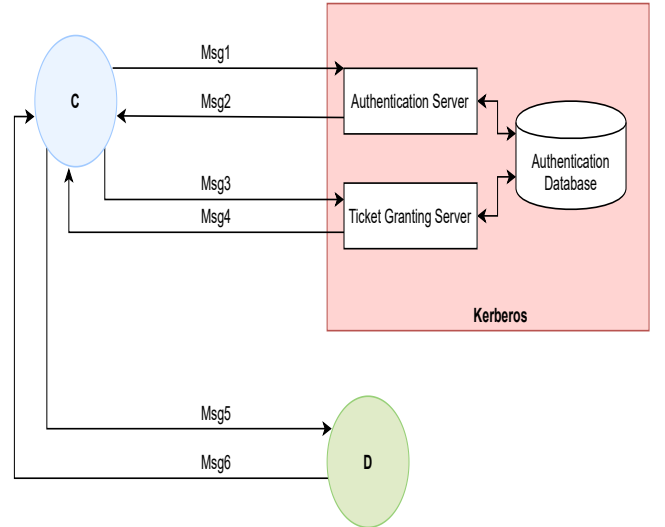 Msg1
C
Authentication Server
Msg2
Authentication
Database
Msg3
Ticket Granting Server
Msg4
Kerberos
Msg5
D
Msg6